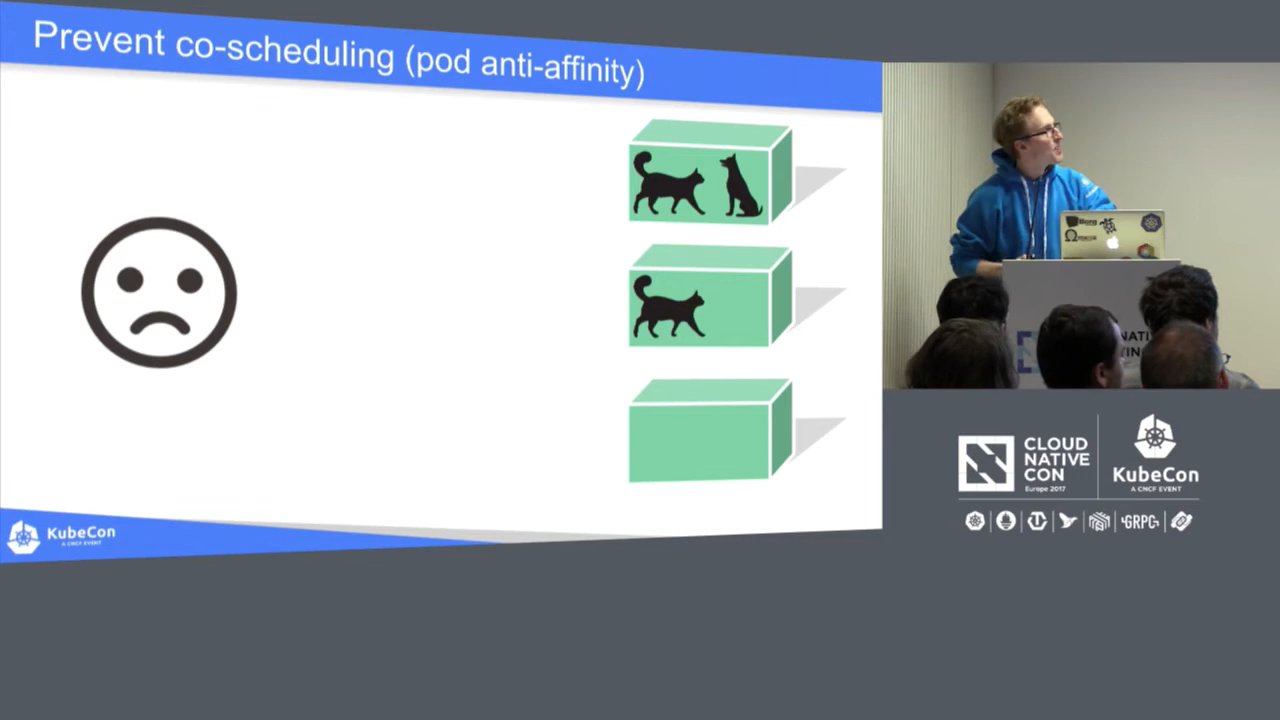 Prevent co-scheduling (pod anti-affinity)
KubeCon
A CNCF EVENT
CLOUD
NATIVE
CON
Europe 2017
KubeCon
A CNCF EVENT
GRPC